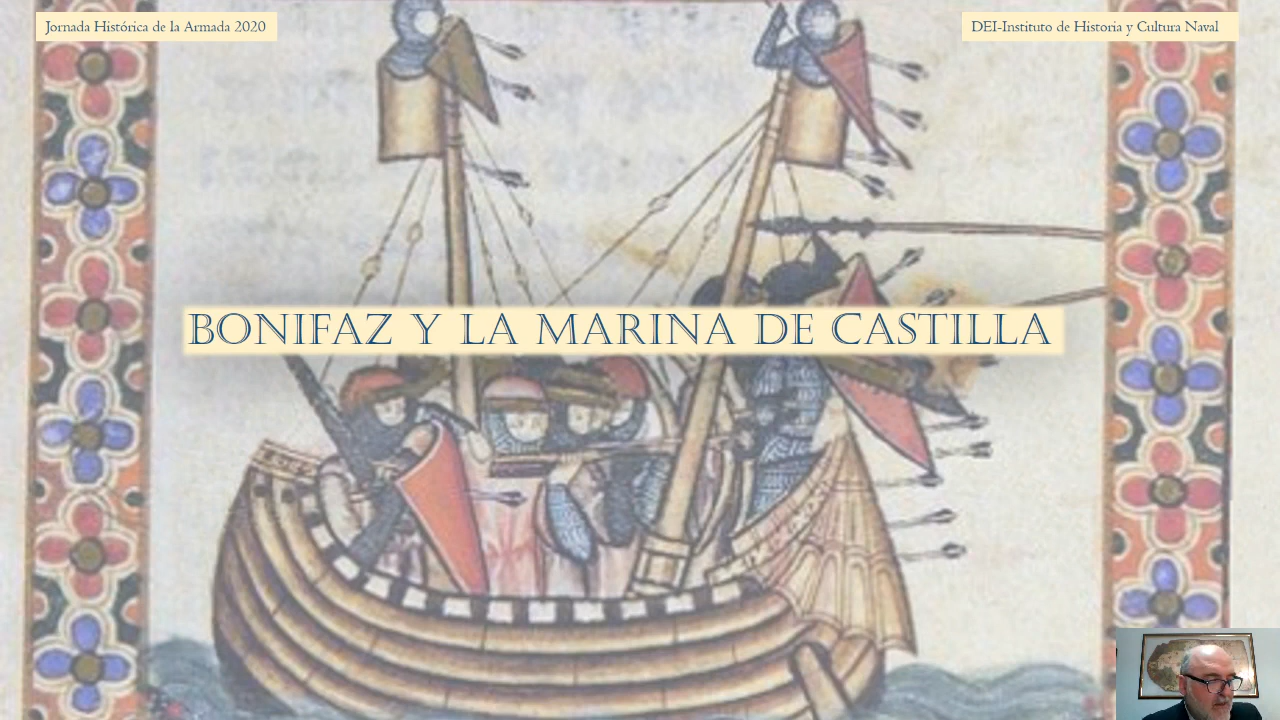 Jornada Histórica de la Armada 2020
DEI-Instituto de Historia y Cultura Naval
BONIFAZ Y LA MARINA DE CASTILLA